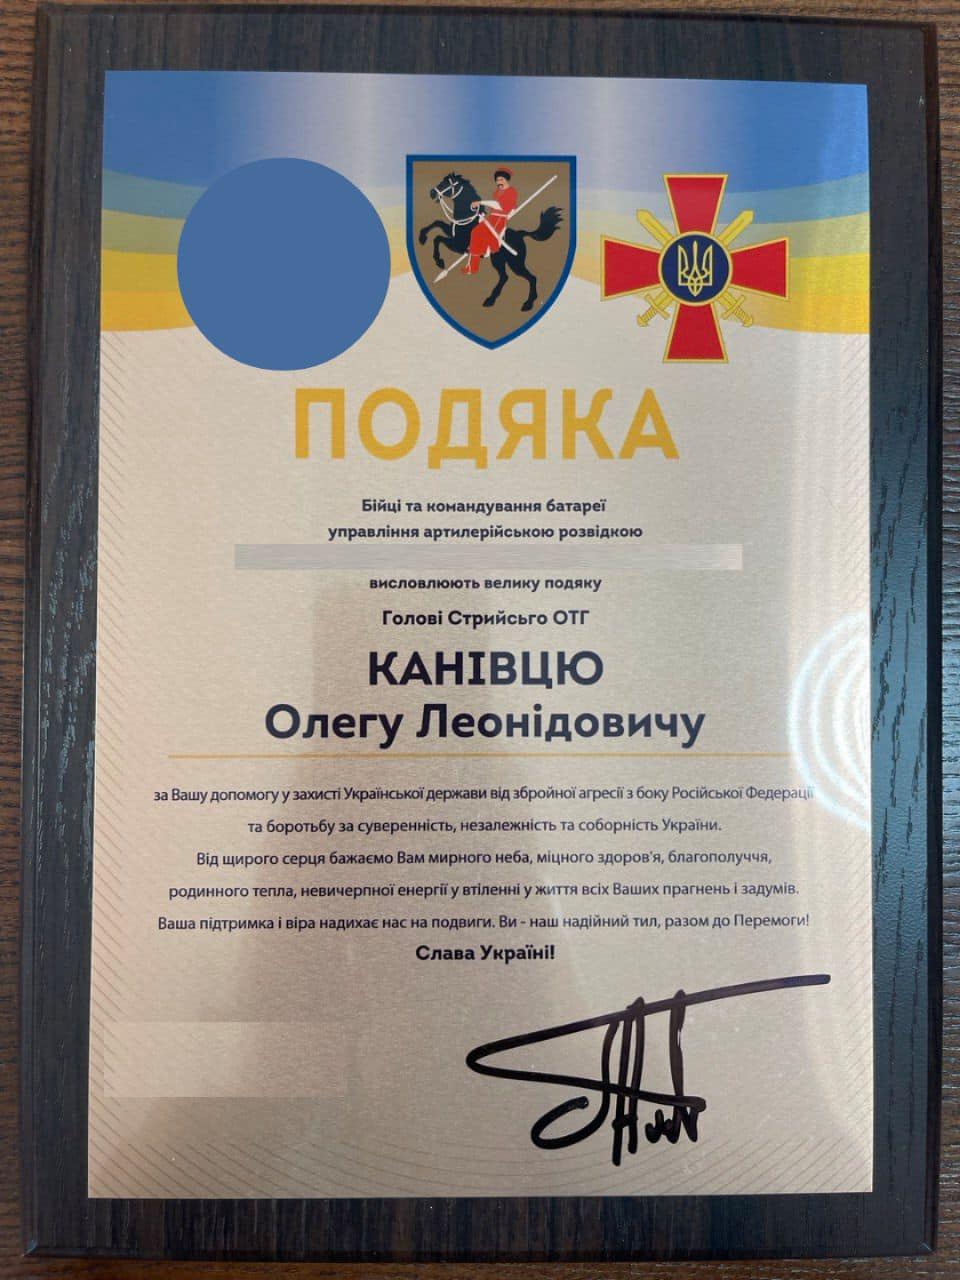 ПОДЯКА
Бійці та командування батареї
управління артилерійською розвідкою
висловлюють велику подяку
Голові Стрийсьго ОТГ
КАНІВЦЮ
Олегу Леонідовичу
за Вашу допомогу у захисті Української держави від збройної агресії з боку Російської Федерації
та боротьбу за суверенність, незалежність та соборність України.
Від щирого серця бажаємо Вам мирного неба, міцного здоров'я, благополуччя,
родинного тепла, невичерпної енергії у втіленні у життя всіх Ваших прагнень і задумів.
Ваша підтримка і віра надихає нас на подвиги. Ви - наш надійний тил, разом до Перемоги!
Слава Україні!